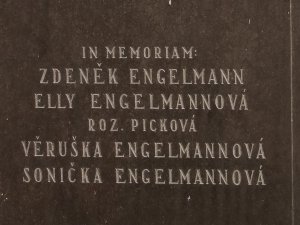 IN MEMORIAM:
ZDENĚK ENGELMANN
ELLY ENGELMANNOVÁ
ROZ. PICKOVÁ
VĚRUŠKA ENGELMANNOVÁ
SONIČKA ENGELMANNOVÁ